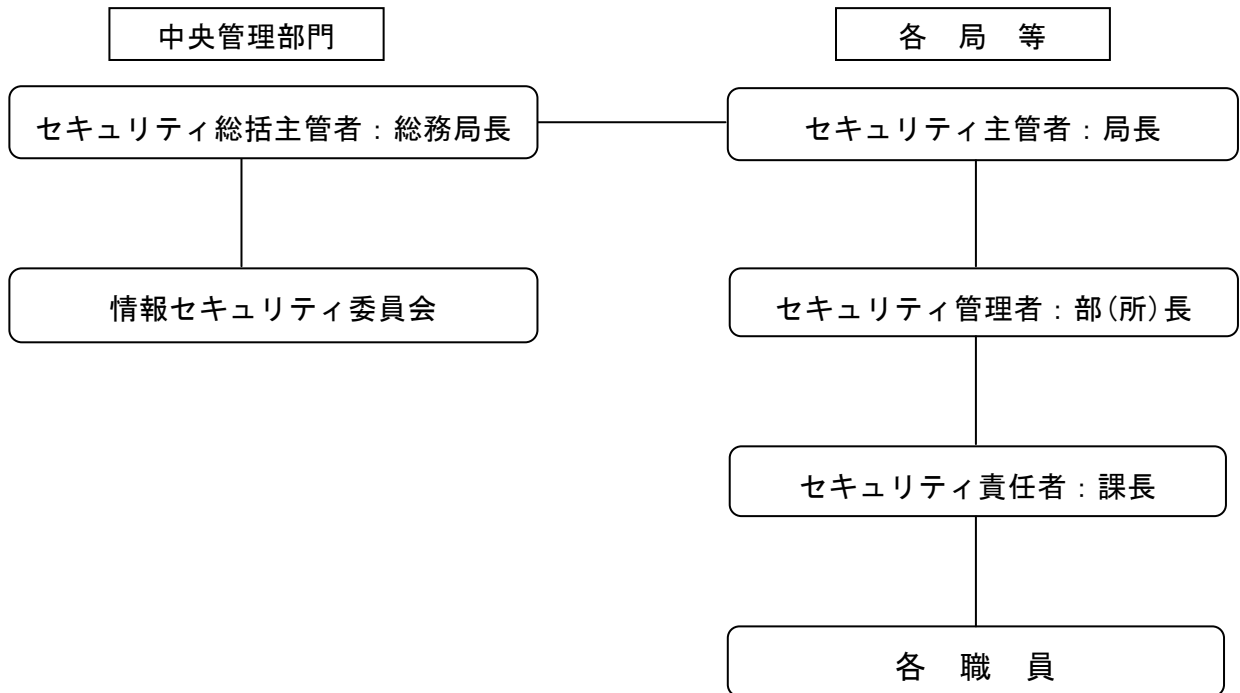 中央管理部門
各　局　等
セキュリティ総括主管者：総務局長
セキュリティ主管者：局長
情報セキュリティ委員会
セキュリティ管理者：部(所)長
セキュリティ責任者：課長
各　職　員